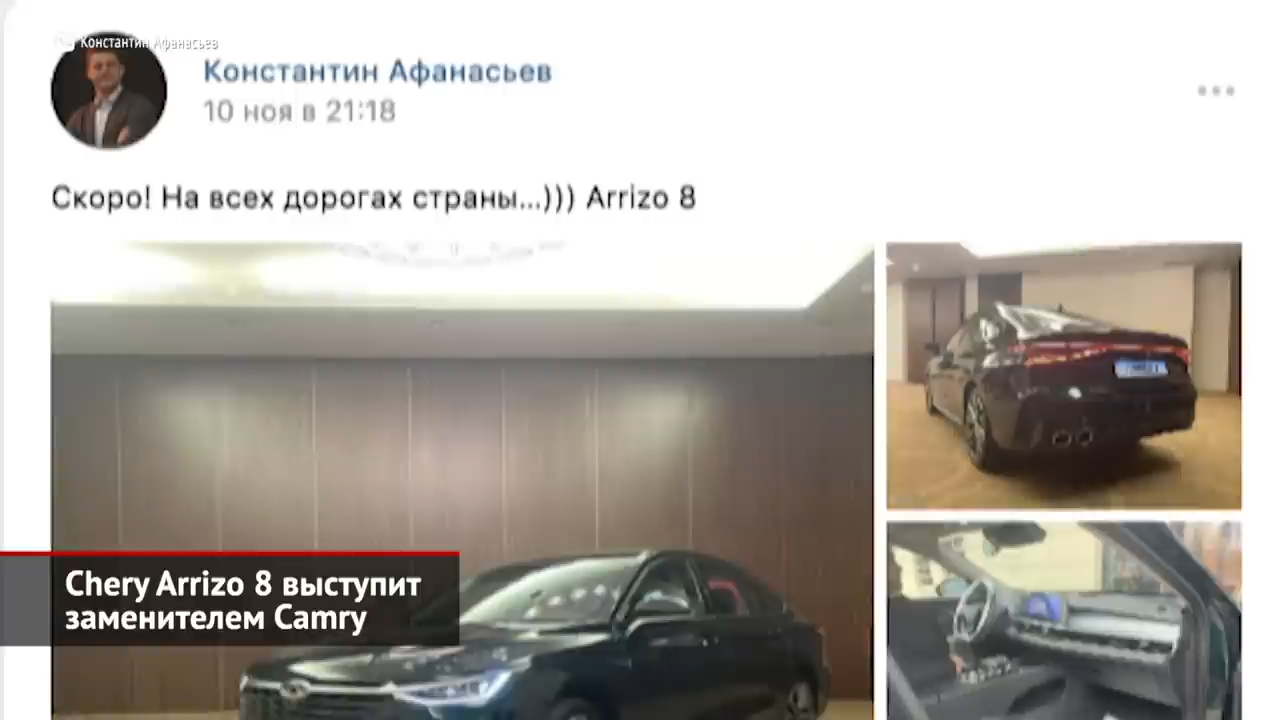 Константин Афанасьев
Константин Афанасьев
10 ноя в 21:18
Скоро! На всех дорогах страны...))) Arrizo 8
Chery Arrizo 8 выступит
заменителем Camry